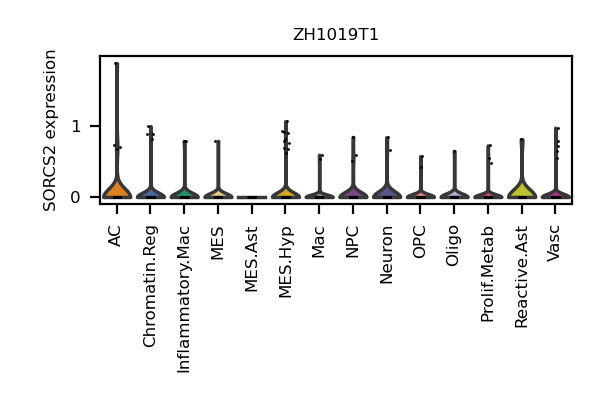 ZH1019T1
SORCS2 expression
1
0
AC
Chromatin.Reg
Inflammatory.Mac
MES
MES.Ast
MES.Hyp
Mac
NPC
Neuron
OPC
Oligo
Prolif.Metab
Reactive.Ast
Vasc